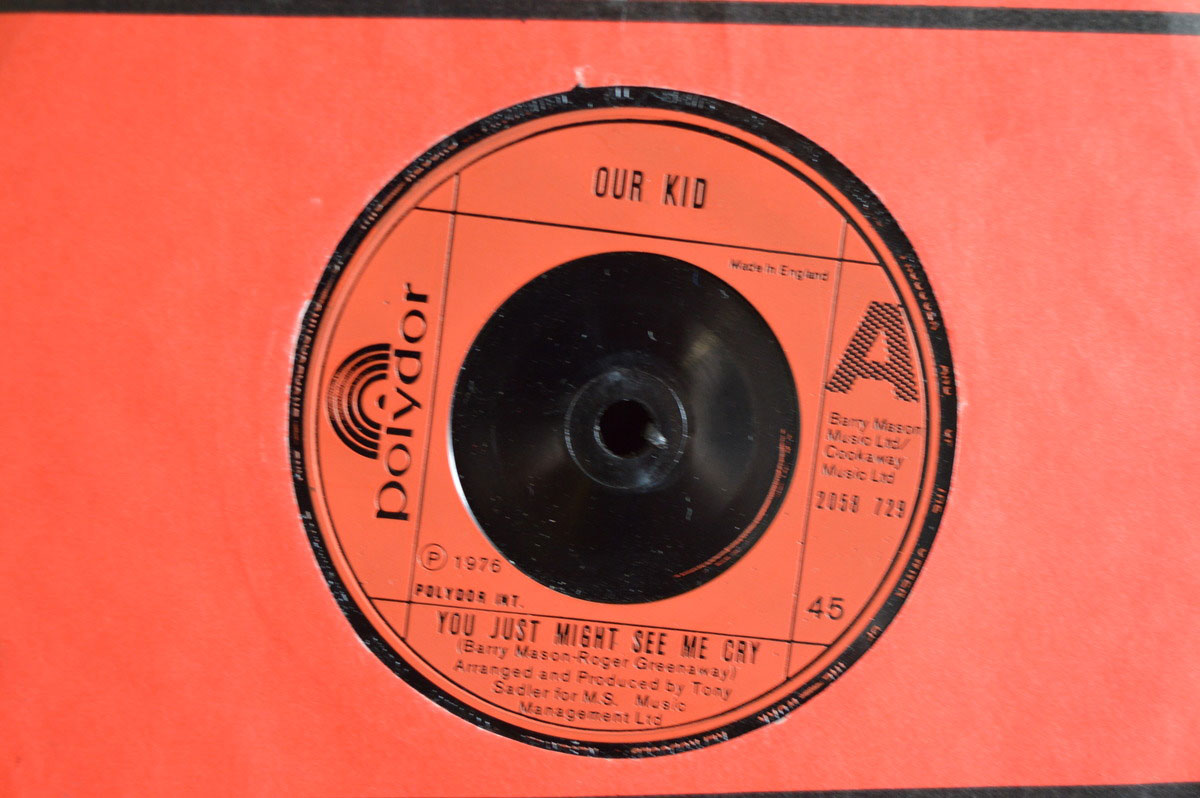 OUR KID
Made in England
polydor
A
Barry Mason
Music Ltd/
Cookaway
Music Ltd
2058 729
℗ 1976
POLYDOR INT.
45
YOU JUST MIGHT SEE ME CRY
(Barry Mason-Roger Greenaway)
Arranged and Produced by Tony
Sadler for M.S. Music
Management Ltd